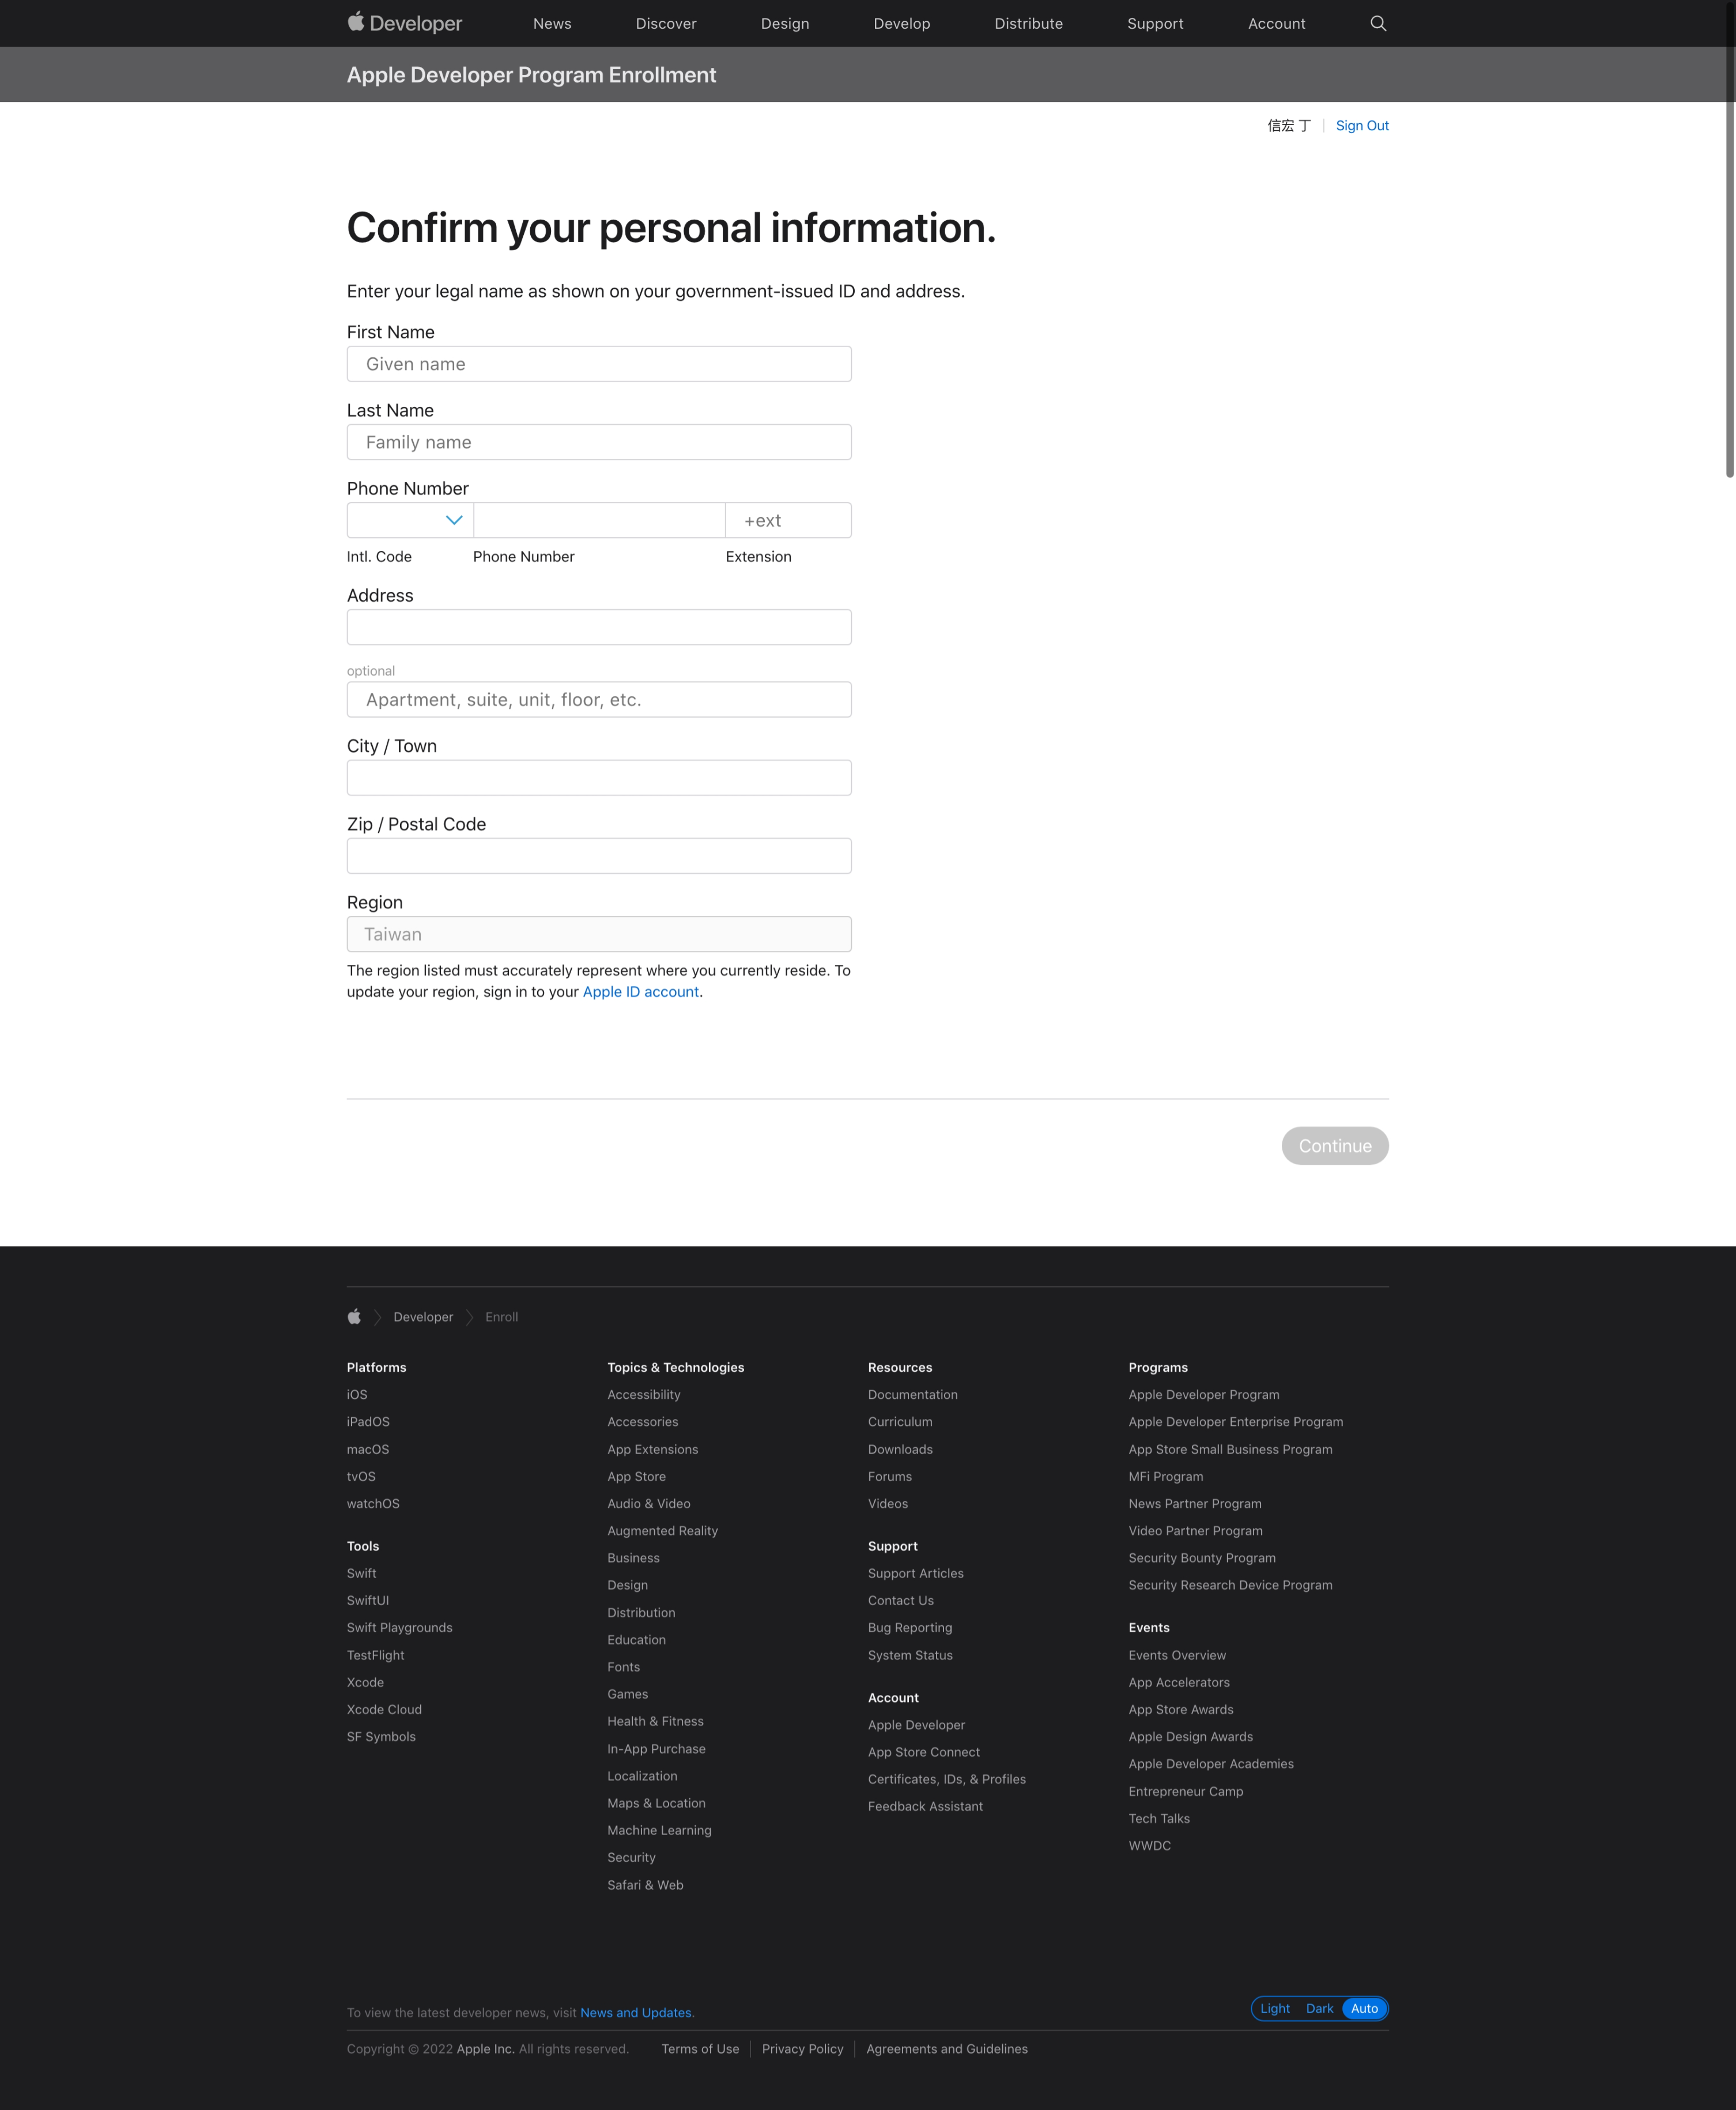 Developer News Discover Design Develop Distribute Support Account
Apple Developer Program Enrollment
信宏 丁 Sign Out
Confirm your personal information.
Enter your legal name as shown on your government-issued ID and address.
First Name
Given name
Last Name
Family name
Phone Number
+ext
Intl. Code Phone Number Extension
Address
optional
Apartment, suite, unit, floor, etc.
City / Town
Zip / Postal Code
Region
Taiwan
The region listed must accurately represent where you currently reside. To
update your region, sign in to your Apple ID account.
Continue
Developer Enroll
Platforms
iOS
iPadOS
macOS
tvOS
watchOS
Tools
Swift
SwiftUI
Swift Playgrounds
TestFlight
Xcode
Xcode Cloud
SF Symbols
Topics & Technologies
Accessibility
Accessories
App Extensions
App Store
Audio & Video
Augmented Reality
Business
Design
Distribution
Education
Fonts
Games
Health & Fitness
In-App Purchase
Localization
Maps & Location
Machine Learning
Security
Safari & Web
Resources
Documentation
Curriculum
Downloads
Forums
Videos
Support
Support Articles
Contact Us
Bug Reporting
System Status
Account
Apple Developer
App Store Connect
Certificates, IDs, & Profiles
Feedback Assistant
Programs
Apple Developer Program
Apple Developer Enterprise Program
App Store Small Business Program
MFi Program
News Partner Program
Video Partner Program
Security Bounty Program
Security Research Device Program
Events
Events Overview
App Accelerators
App Store Awards
Apple Design Awards
Apple Developer Academies
Entrepreneur Camp
Tech Talks
WWDC
To view the latest developer news, visit News and Updates.
Light Dark Auto
Copyright © 2022 Apple Inc. All rights reserved. Terms of Use Privacy Policy Agreements and Guidelines